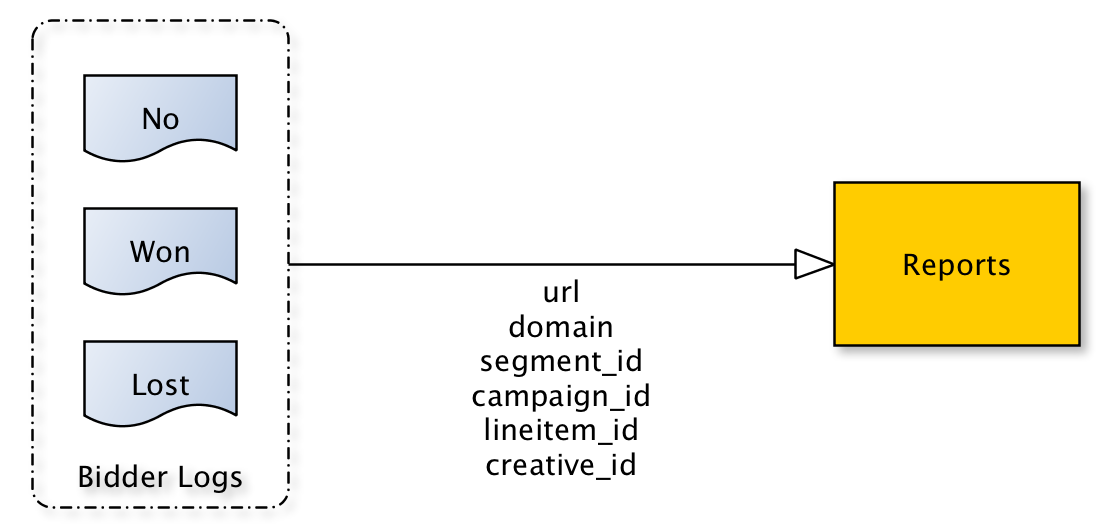 No
Won
Lost
Bidder Logs
url
domain
segment_id
campaign_id
lineitem_id
creative_id
Reports